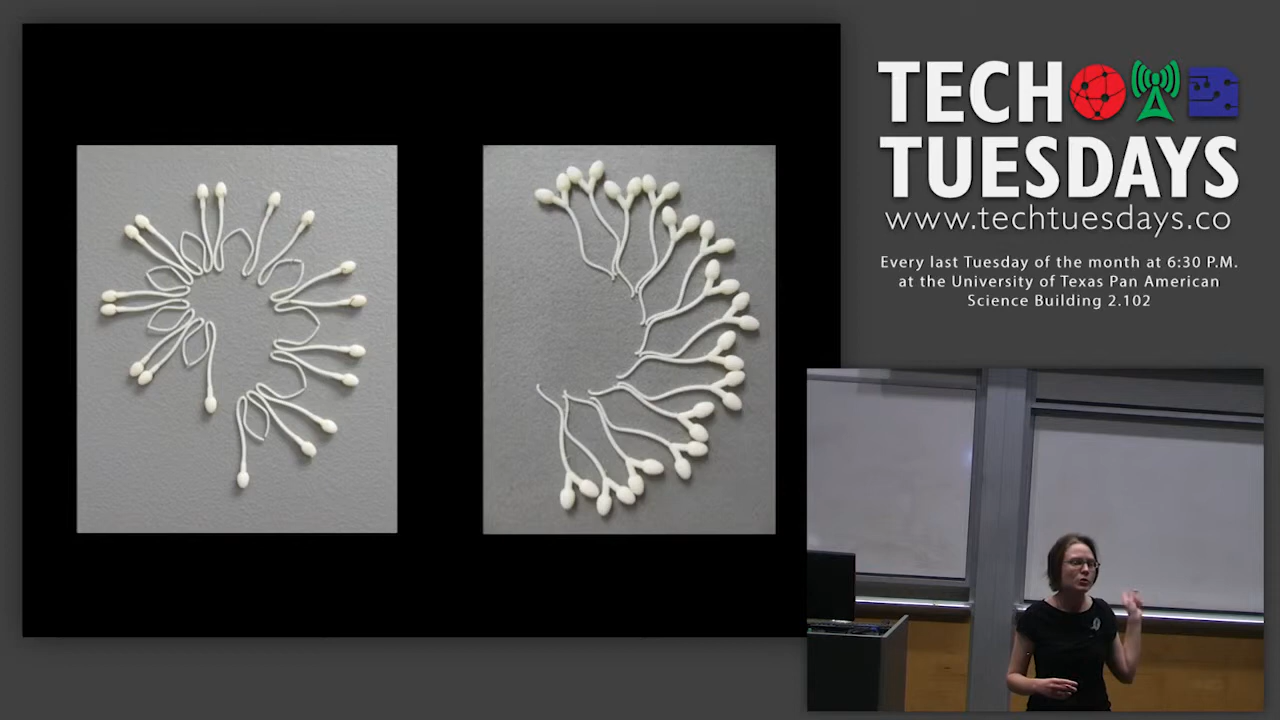 TECH
TUESDAYS
www.techtuesdays.co
Every last Tuesday of the month at 6:30 P.M.
at the University of Texas Pan American
Science Building 2.102